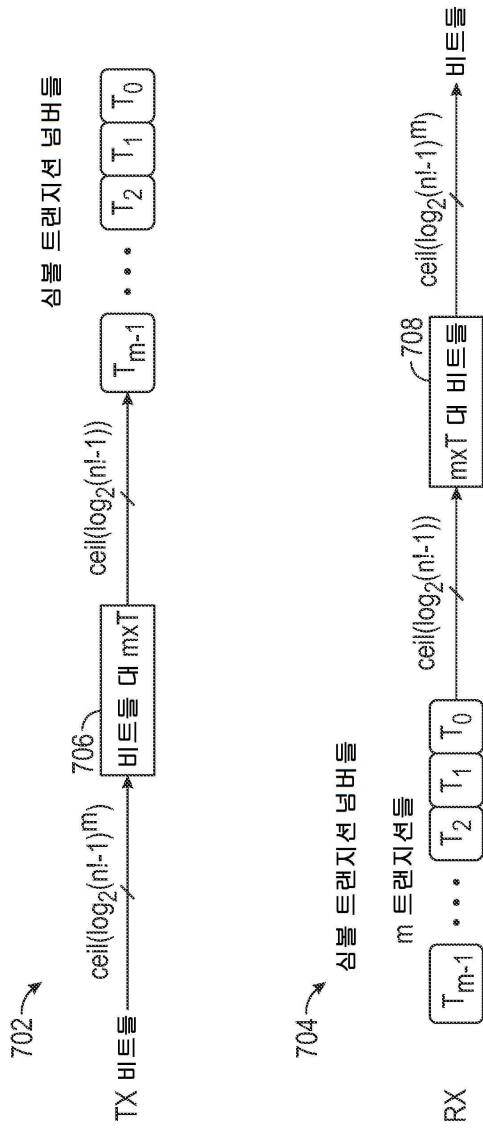 702
TX 비트들
ceil(log2(n!-1)^m)
706
비트들 대 mxT
ceil(log2(n!-1))
심볼 트랜지션 넘버들
Tm-1 • • • T2 T1 T0
704
RX
심볼 트랜지션 넘버들
m 트랜지션들
Tm-1 • • • T2 T1 T0
ceil(log2(n!-1))
708
mxT 대 비트들
ceil(log2(n!-1)^m)
비트들